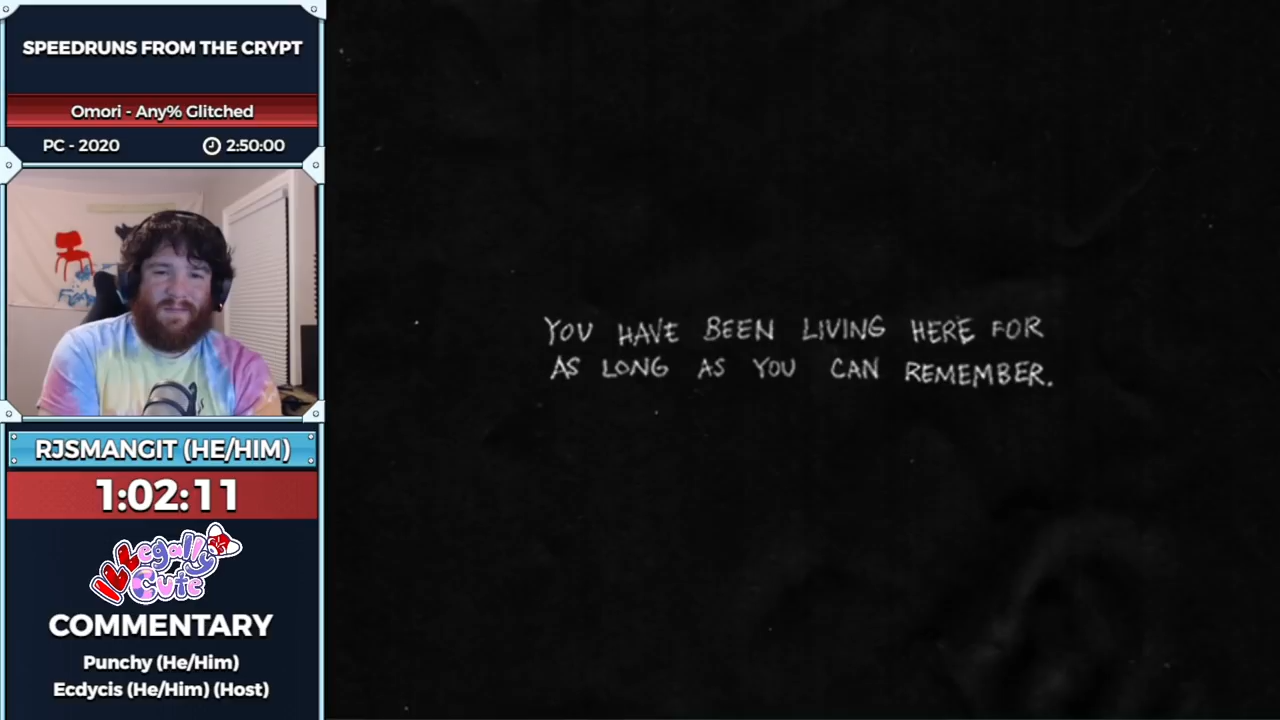 SPEEDRUNS FROM THE CRYPT
Omori - Any% Glitched
PC - 2020
2:50:00
RJSMANGIT (HE/HIM)
1:02:11
ILLegally
Cute
COMMENTARY
Punchy (He/Him)
Ecdycis (He/Him) (Host)
YOU HAVE BEEN LIVING HERE FOR
AS LONG AS YOU CAN REMEMBER.